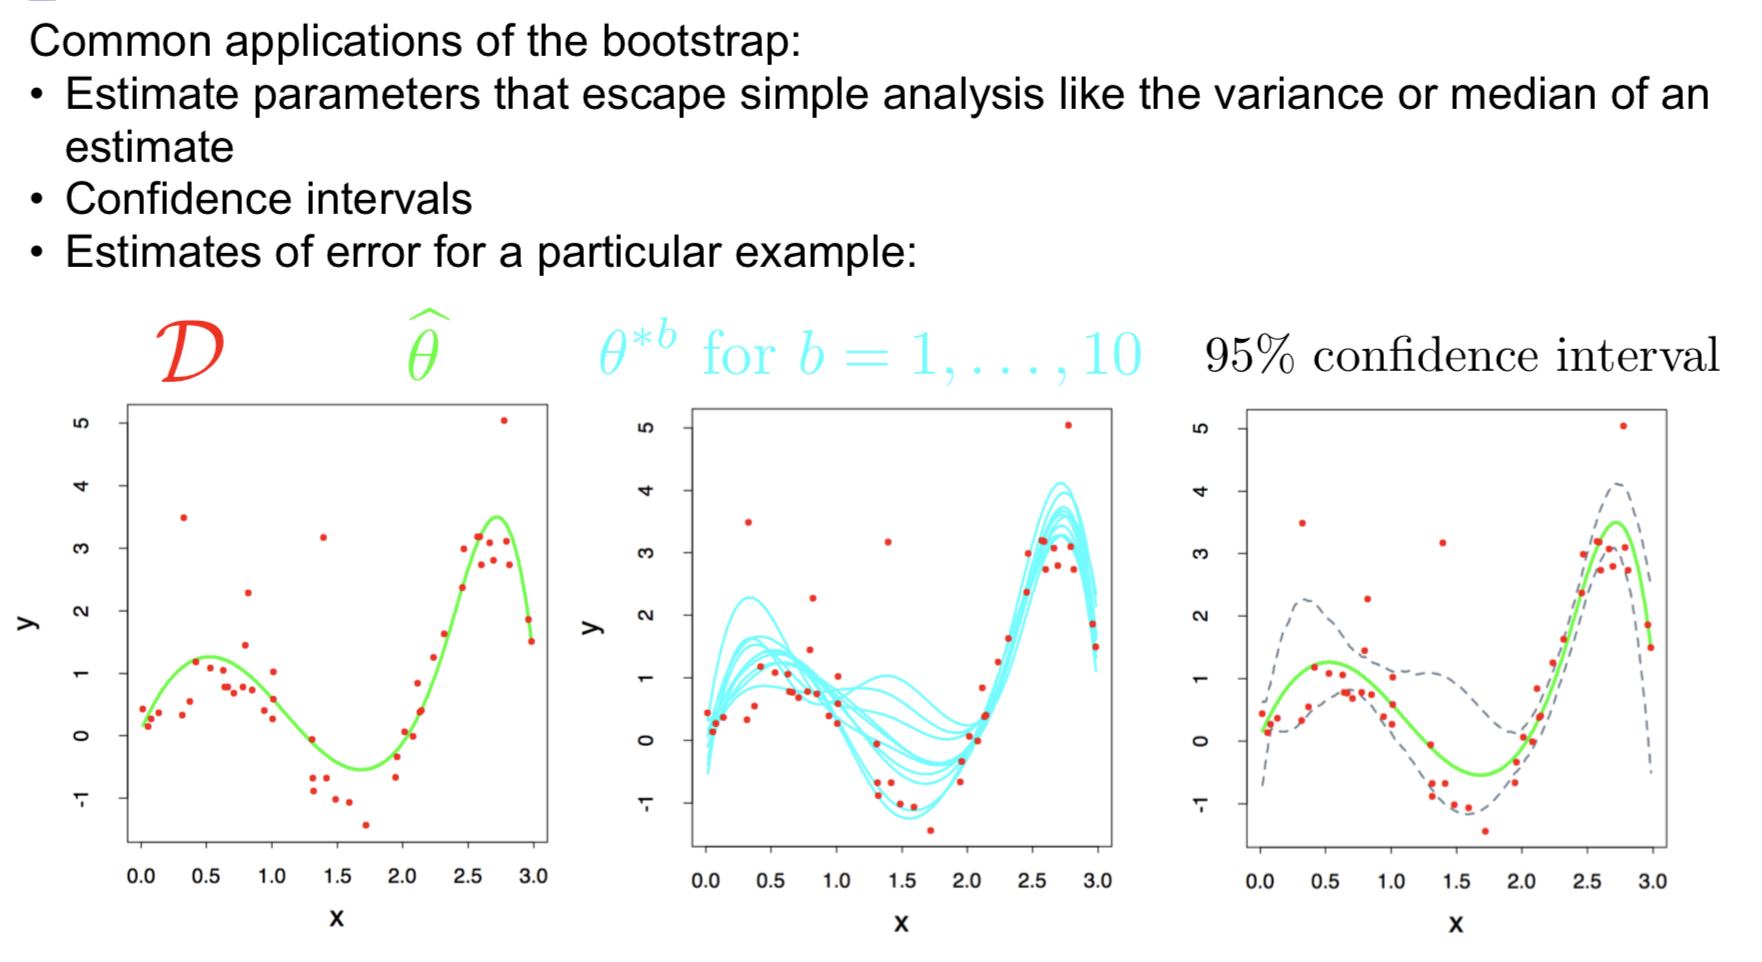 Common applications of the bootstrap:
• Estimate parameters that escape simple analysis like the variance or median of an
estimate
• Confidence intervals
• Estimates of error for a particular example:
𝒟 θ̂ θ*ᵇ for b = 1, . . . , 10 95% confidence interval
5 4 3 2 1 0 -1
y
0.0 0.5 1.0 1.5 2.0 2.5 3.0
x
5 4 3 2 1 0 -1
y
0.0 0.5 1.0 1.5 2.0 2.5 3.0
x
5 4 3 2 1 0 -1
0.0 0.5 1.0 1.5 2.0 2.5 3.0
x